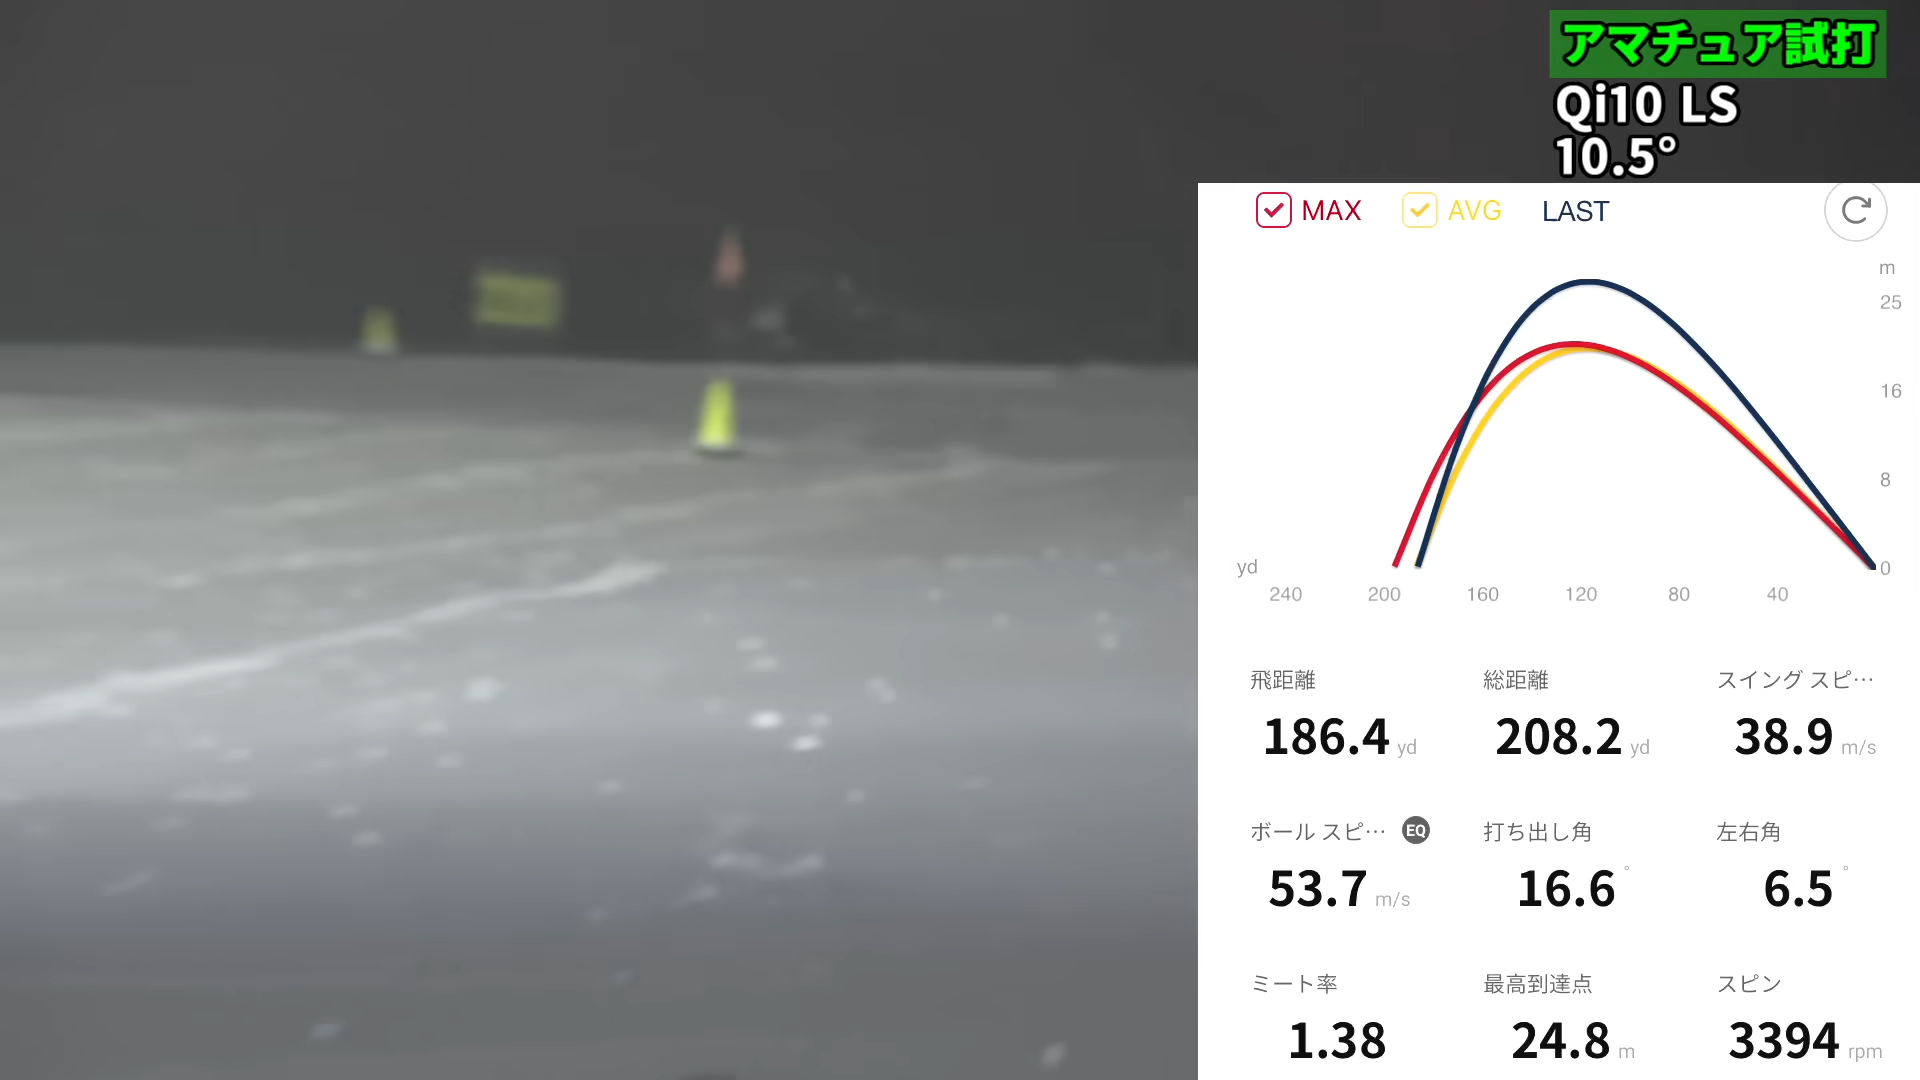 アマチュア試打
Qi10 LS
10.5°
MAX AVG LAST
m
25
16
8
0
yd
240 200 160 120 80 40
飛距離 総距離 スイング スピ…
186.4 yd 208.2 yd 38.9 m/s
ボール スピ… EQ 打ち出し角 左右角
53.7 m/s 16.6° 6.5°
ミート率 最高到達点 スピン
1.38 24.8 m 3394 rpm